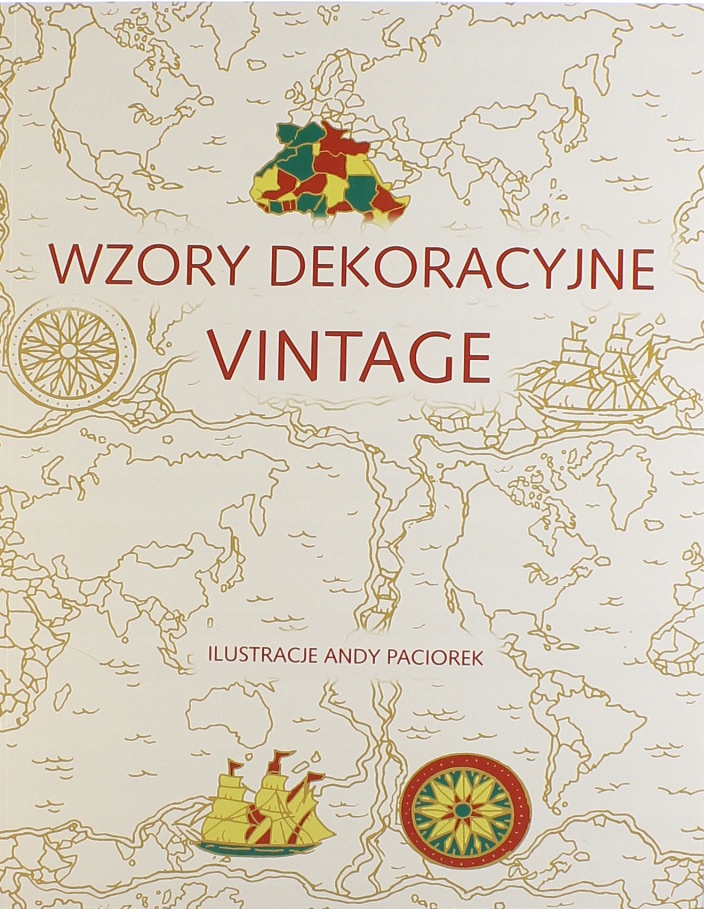 WZORY DEKORACYJNE
VINTAGE
ILUSTRACJE ANDY PACIOREK